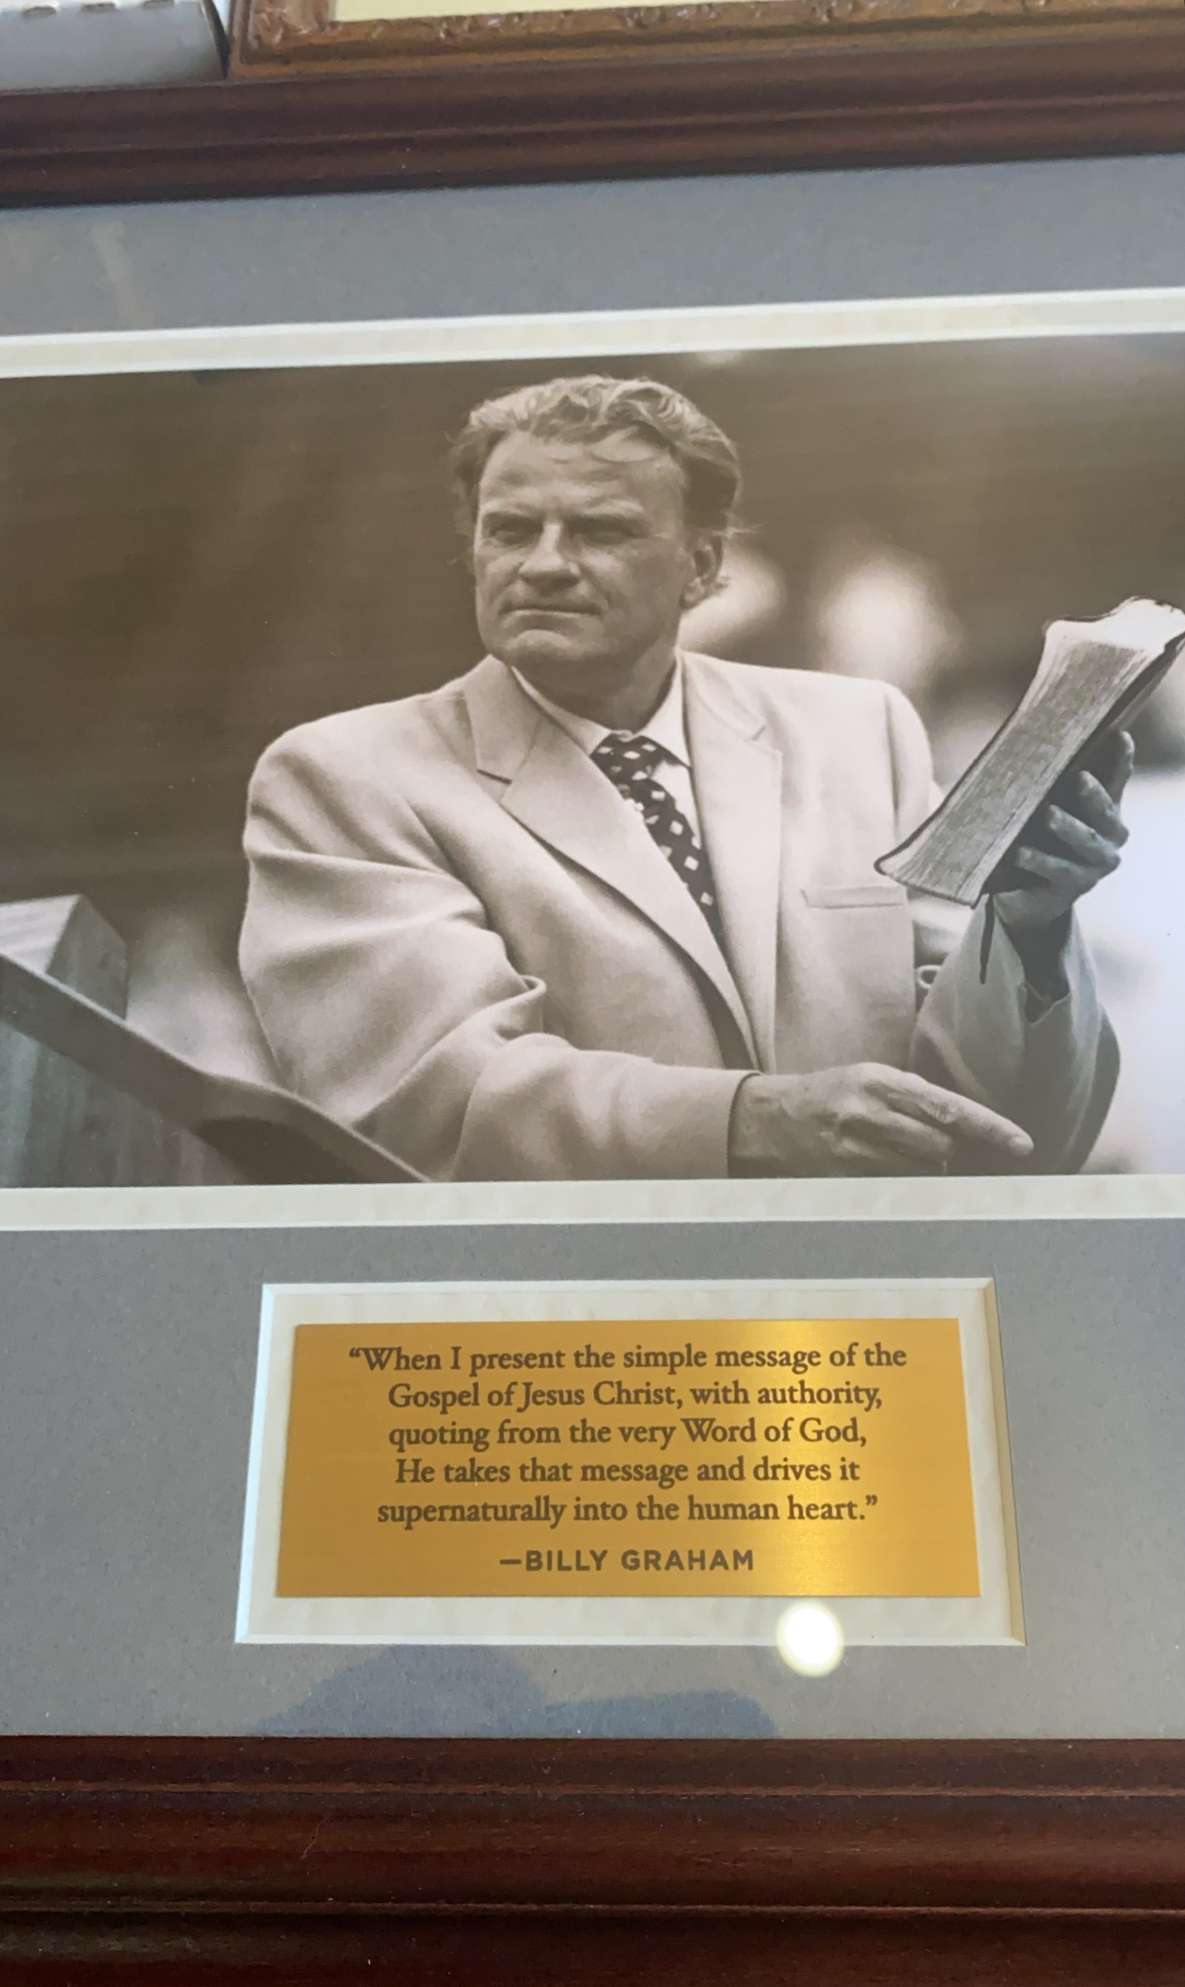 “When I present the simple message of the
Gospel of Jesus Christ, with authority,
quoting from the very Word of God,
He takes that message and drives it
supernaturally into the human heart.”
—BILLY GRAHAM